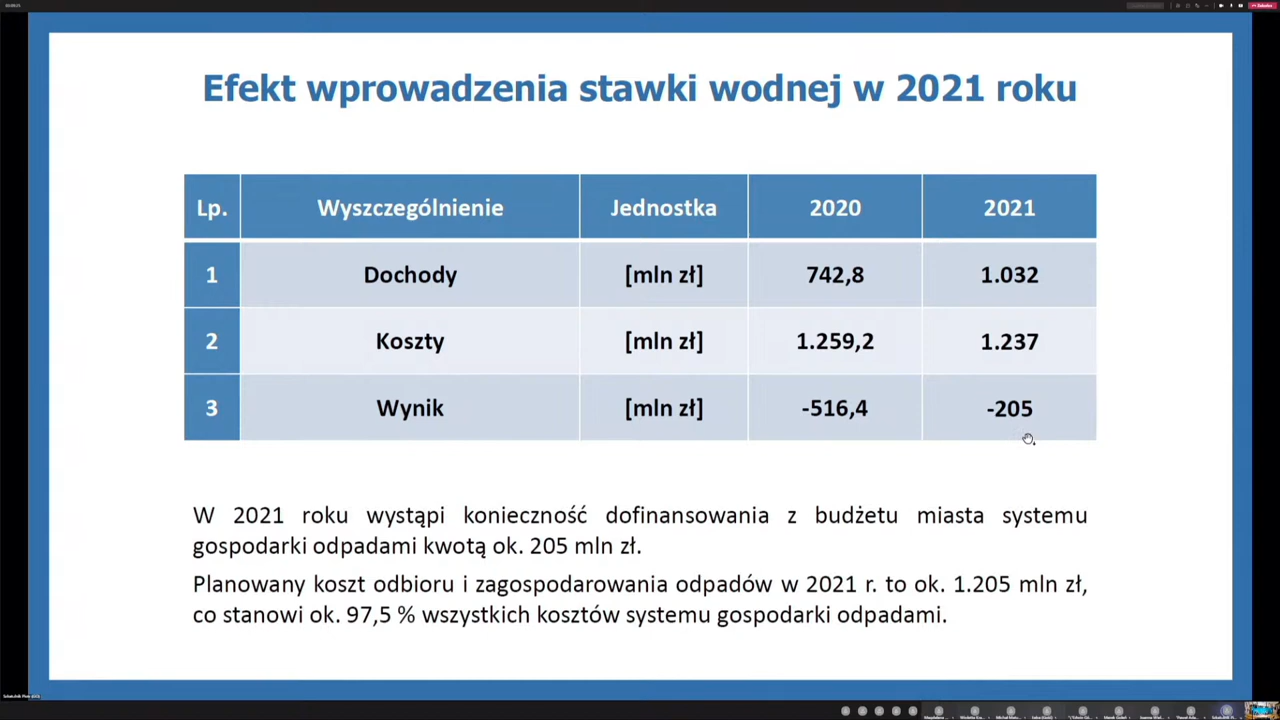 Efekt wprowadzenia stawki wodnej w 2021 roku
Lp. Wyszczególnienie Jednostka 2020 2021
1 Dochody [mln zł] 742,8 1.032
2 Koszty [mln zł] 1.259,2 1.237
3 Wynik [mln zł] -516,4 -205
W 2021 roku wystąpi konieczność dofinansowania z budżetu miasta systemu
gospodarki odpadami kwotą ok. 205 mln zł.
Planowany koszt odbioru i zagospodarowania odpadów w 2021 r. to ok. 1.205 mln zł,
co stanowi ok. 97,5 % wszystkich kosztów systemu gospodarki odpadami.